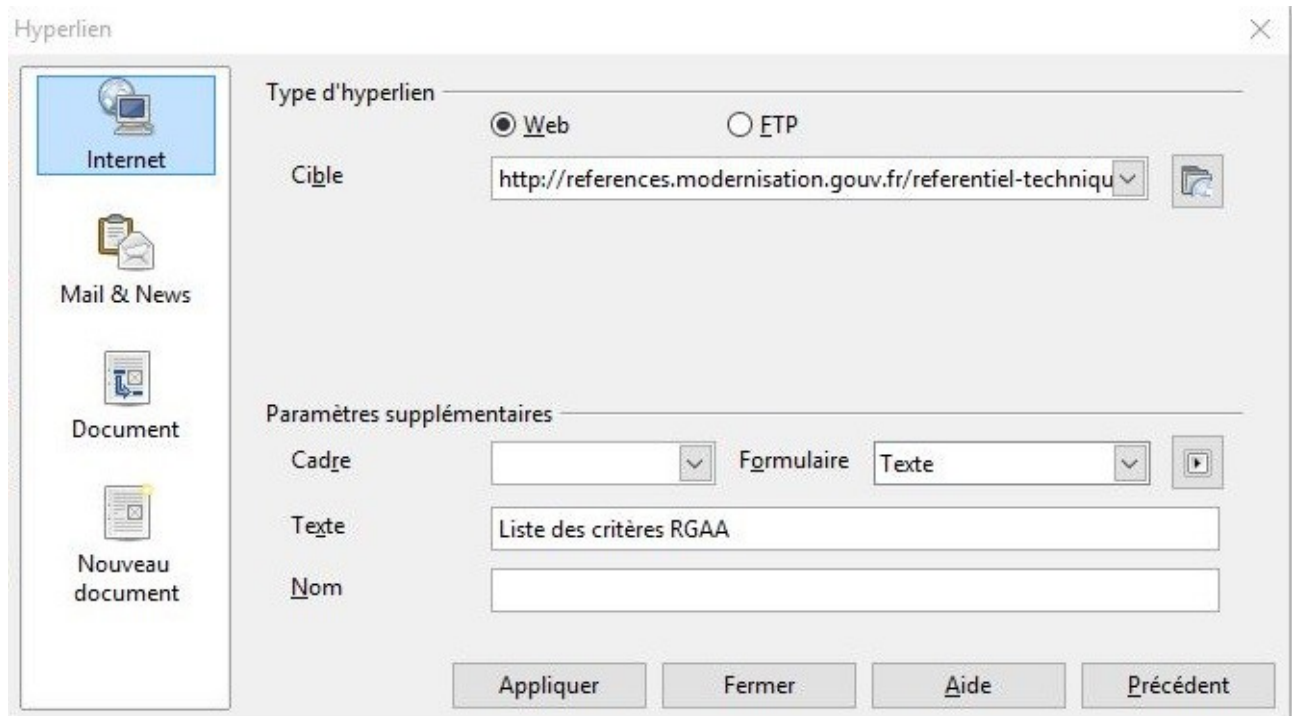 Hyperlien
Internet
Mail & News
Document
Nouveau
document
Type d'hyperlien
Web
FTP
Cible
http://references.modernisation.gouv.fr/referentiel-techniqu
Paramètres supplémentaires
Cadre
Formulaire
Texte
Texte
Liste des critères RGAA
Nom
Appliquer
Fermer
Aide
Précédent